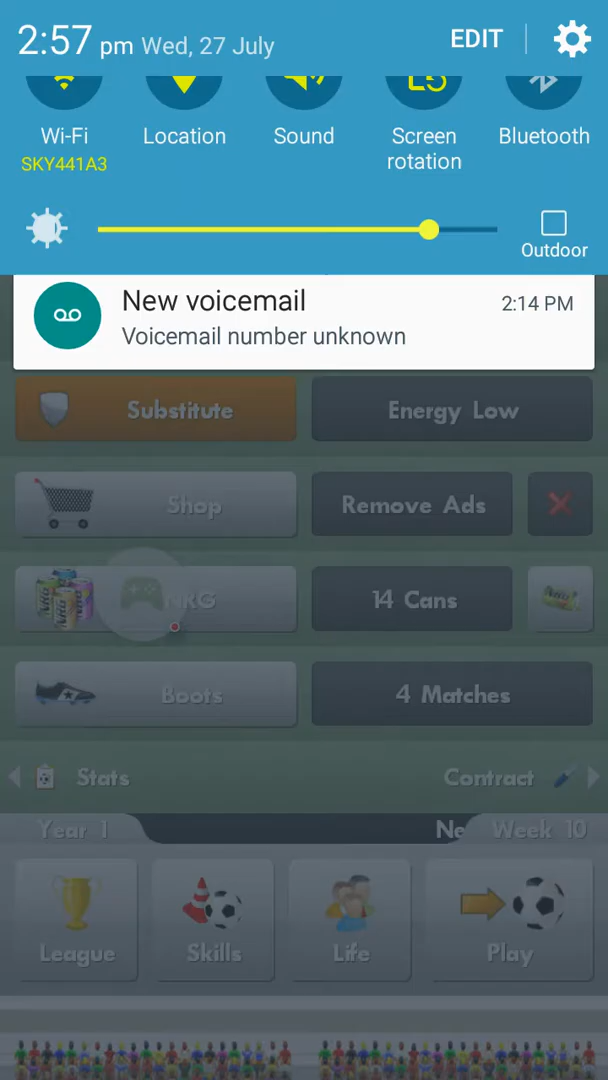 2:57 pm Wed, 27 July EDIT
Wi-Fi Location Sound Screen rotation Bluetooth
SKY441A3
Outdoor
New voicemail 2:14 PM
Voicemail number unknown
Substitute Energy Low
Shop Remove Ads
NRG 14 Cans
Boots 4 Matches
Stats Contract
Year 1 Ne Week 10
League Skills Life Play